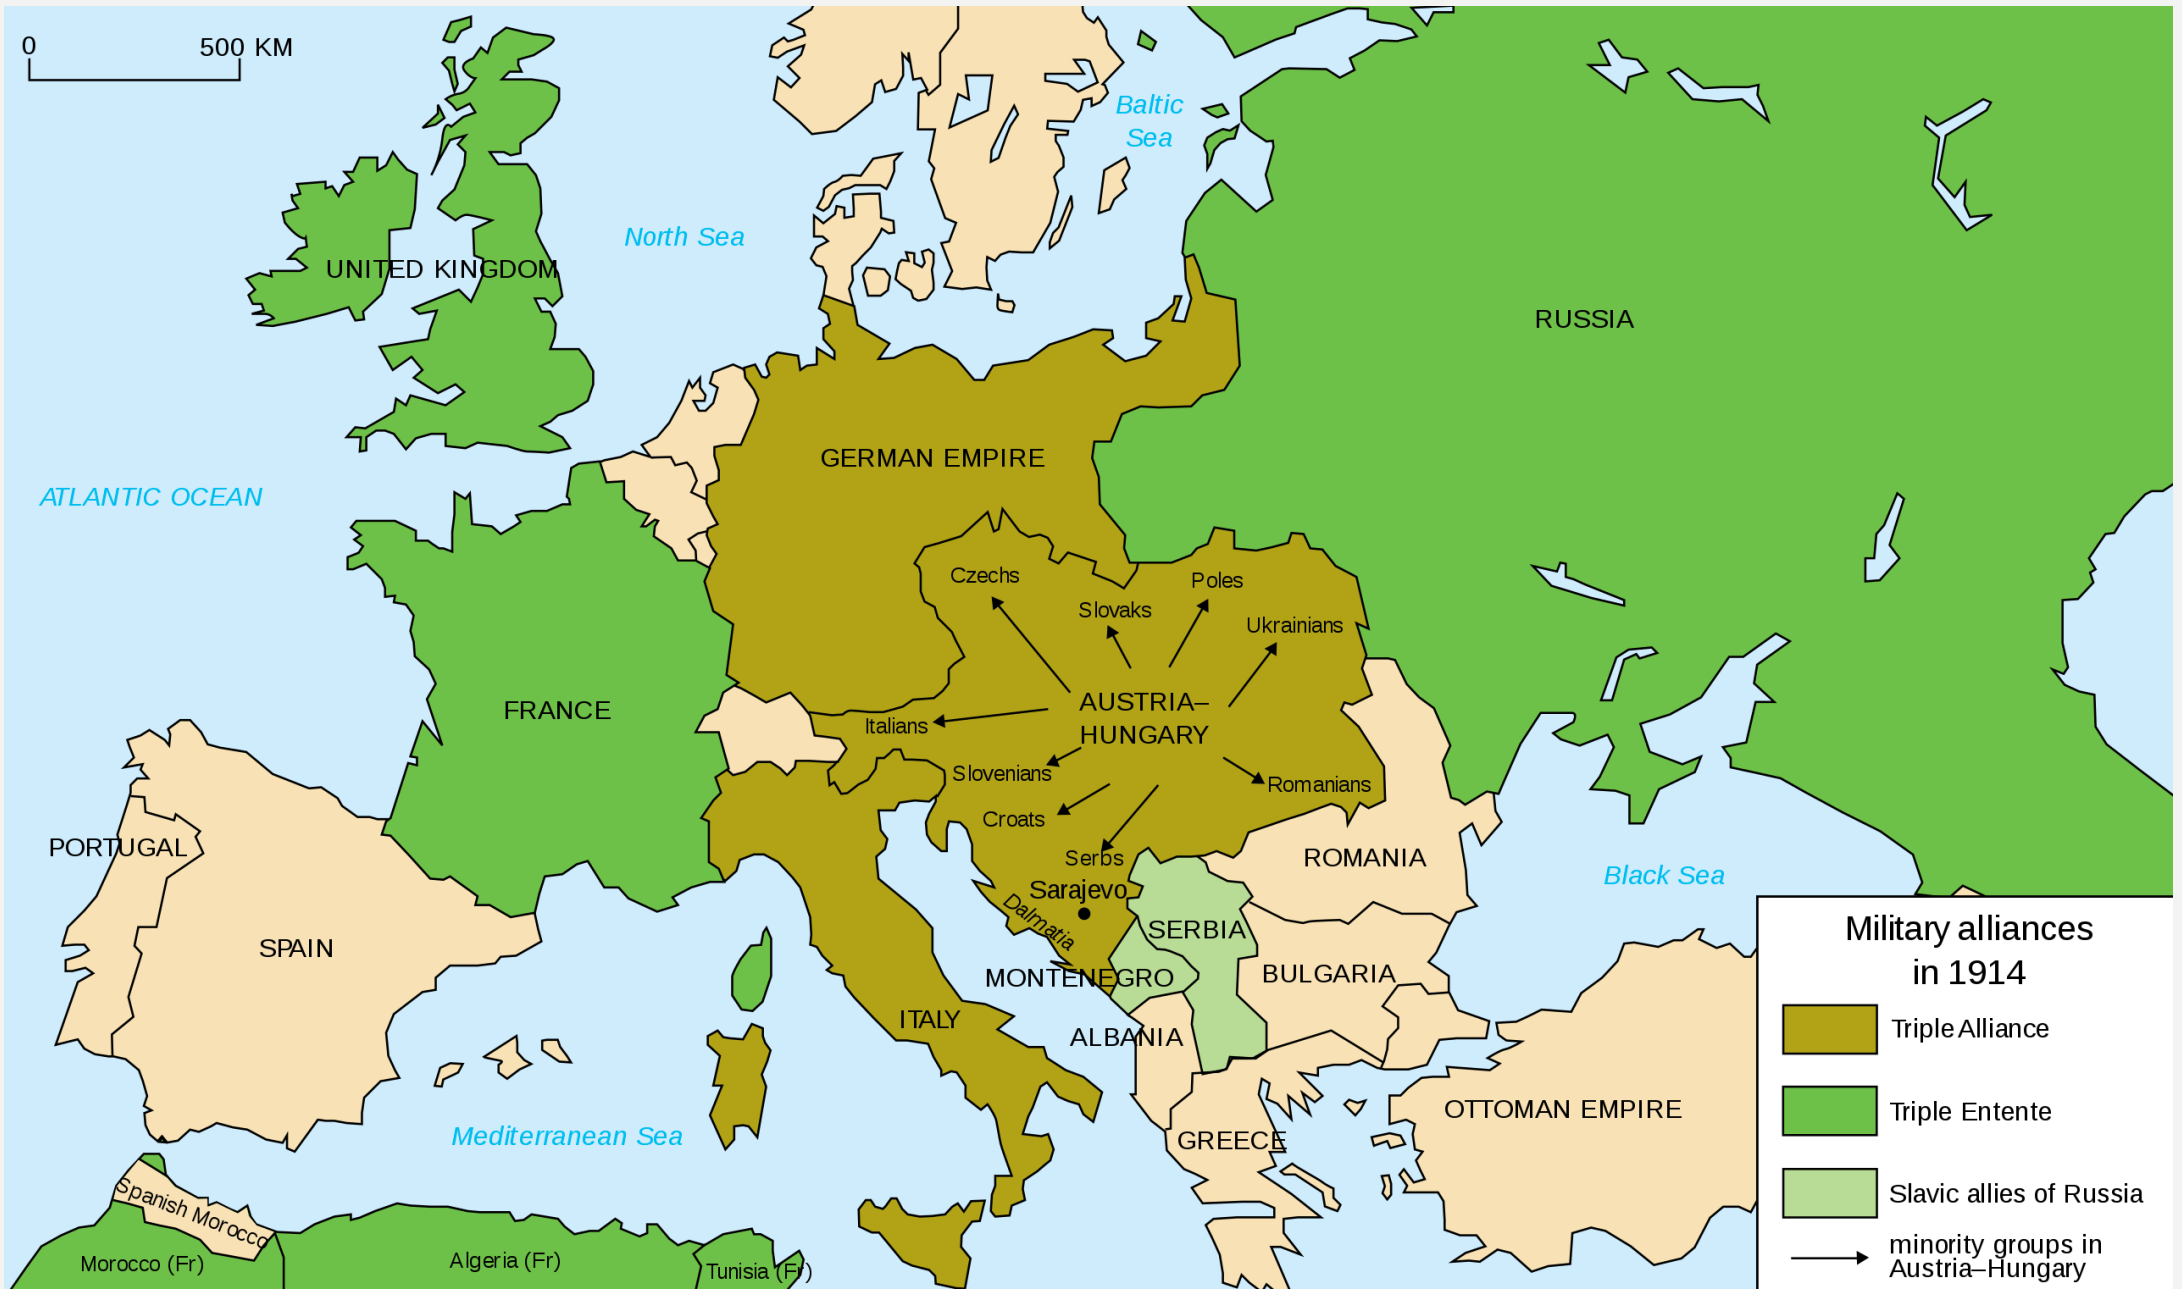 0
500 KM
Baltic
Sea
North Sea
UNITED KINGDOM
RUSSIA
GERMAN EMPIRE
ATLANTIC OCEAN
Czechs
Poles
Slovaks
Ukrainians
AUSTRIA–
HUNGARY
FRANCE
Italians
Slovenians
Romanians
Croats
PORTUGAL
Serbs
ROMANIA
Black Sea
Sarajevo
Dalmatia
SERBIA
SPAIN
BULGARIA
MONTENEGRO
ITALY
ALBANIA
OTTOMAN EMPIRE
Mediterranean Sea
GREECE
Spanish Morocco
Morocco (Fr)
Algeria (Fr)
Tunisia (Fr)
Military alliances
in 1914
Triple Alliance
Triple Entente
Slavic allies of Russia
minority groups in
Austria–Hungary